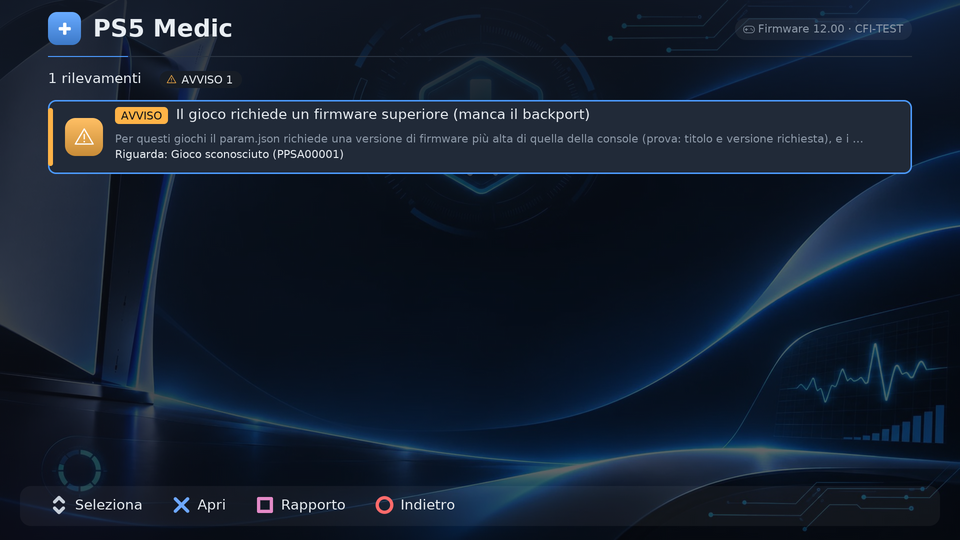 PS5 Medic
Firmware 12.00 · CFI-TEST
1 rilevamenti AVVISO 1
AVVISO Il gioco richiede un firmware superiore (manca il backport)
Per questi giochi il param.json richiede una versione di firmware più alta di quella della console (prova: titolo e versione richiesta), e i ...
Riguarda: Gioco sconosciuto (PPSA00001)
Seleziona Apri Rapporto Indietro